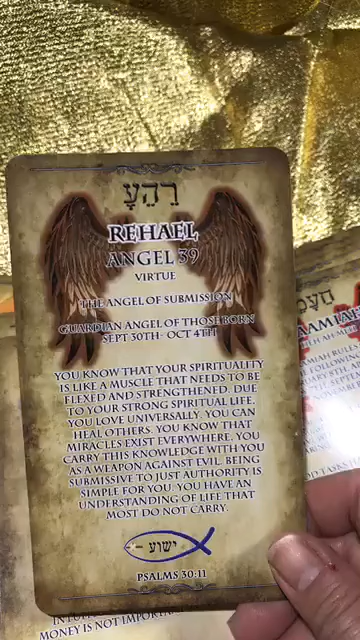 רֵהֵעָ
REHAEL
ANGEL 39
VIRTUE
THE ANGEL OF SUBMISSION
GUARDIAN ANGEL OF THOSE BORN
SEPT 30TH- OCT 4TH
YOU KNOW THAT YOUR SPIRITUALITY
IS LIKE A MUSCLE THAT NEEDS TO BE
FLEXED AND STRENGTHENED. DUE
TO YOUR STRONG SPIRITUAL LIFE,
YOU LOVE UNIVERSALLY. YOU CAN
HEAL OTHERS. YOU KNOW THAT
MIRACLES EXIST EVERYWHERE. YOU
CARRY THIS KNOWLEDGE WITH YOU
AS A WEAPON AGAINST EVIL. BEING
SUBMISSIVE TO JUST AUTHORITY IS
SIMPLE FOR YOU. YOU HAVE AN
UNDERSTANDING OF LIFE THAT
MOST DO NOT CARRY.
ישוע
PSALMS 30:11
MONEY IS NOT